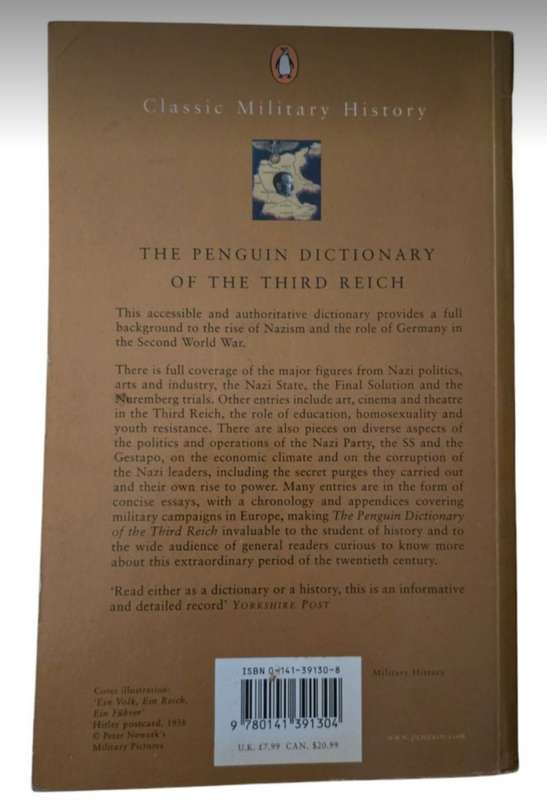 Classic Military History
THE PENGUIN DICTIONARY
OF THE THIRD REICH
This accessible and authoritative dictionary provides a full
background to the rise of Nazism and the role of Germany in
the Second World War.
There is full coverage of the major figures from Nazi politics,
arts and industry, the Nazi State, the Final Solution and the
Nuremberg trials. Other entries include art, cinema and theatre
in the Third Reich, the role of education, homosexuality and
youth resistance. There are also pieces on diverse aspects of
the politics and operations of the Nazi Party, the SS and the
Gestapo, on the economic climate and on the corruption of
the Nazi leaders, including the secret purges they carried out
and their own rise to power. Many entries are in the form of
concise essays, with a chronology and appendices covering
military campaigns in Europe, making The Penguin Dictionary
of the Third Reich invaluable to the student of history and to
the wide audience of general readers curious to know more
about this extraordinary period of the twentieth century.
‘Read either as a dictionary or a history, this is an informative
and detailed record’ YORKSHIRE POST
Cover illustration:
‘Ein Volk, Ein Reich,
Ein Führer’
Hitler postcard, 1938
© Peter Newark's
Military Pictures
ISBN 0-141-39130-8
9 780141 391304
U.K. £7.99 CAN. $20.99
Military History
www.penguin.com